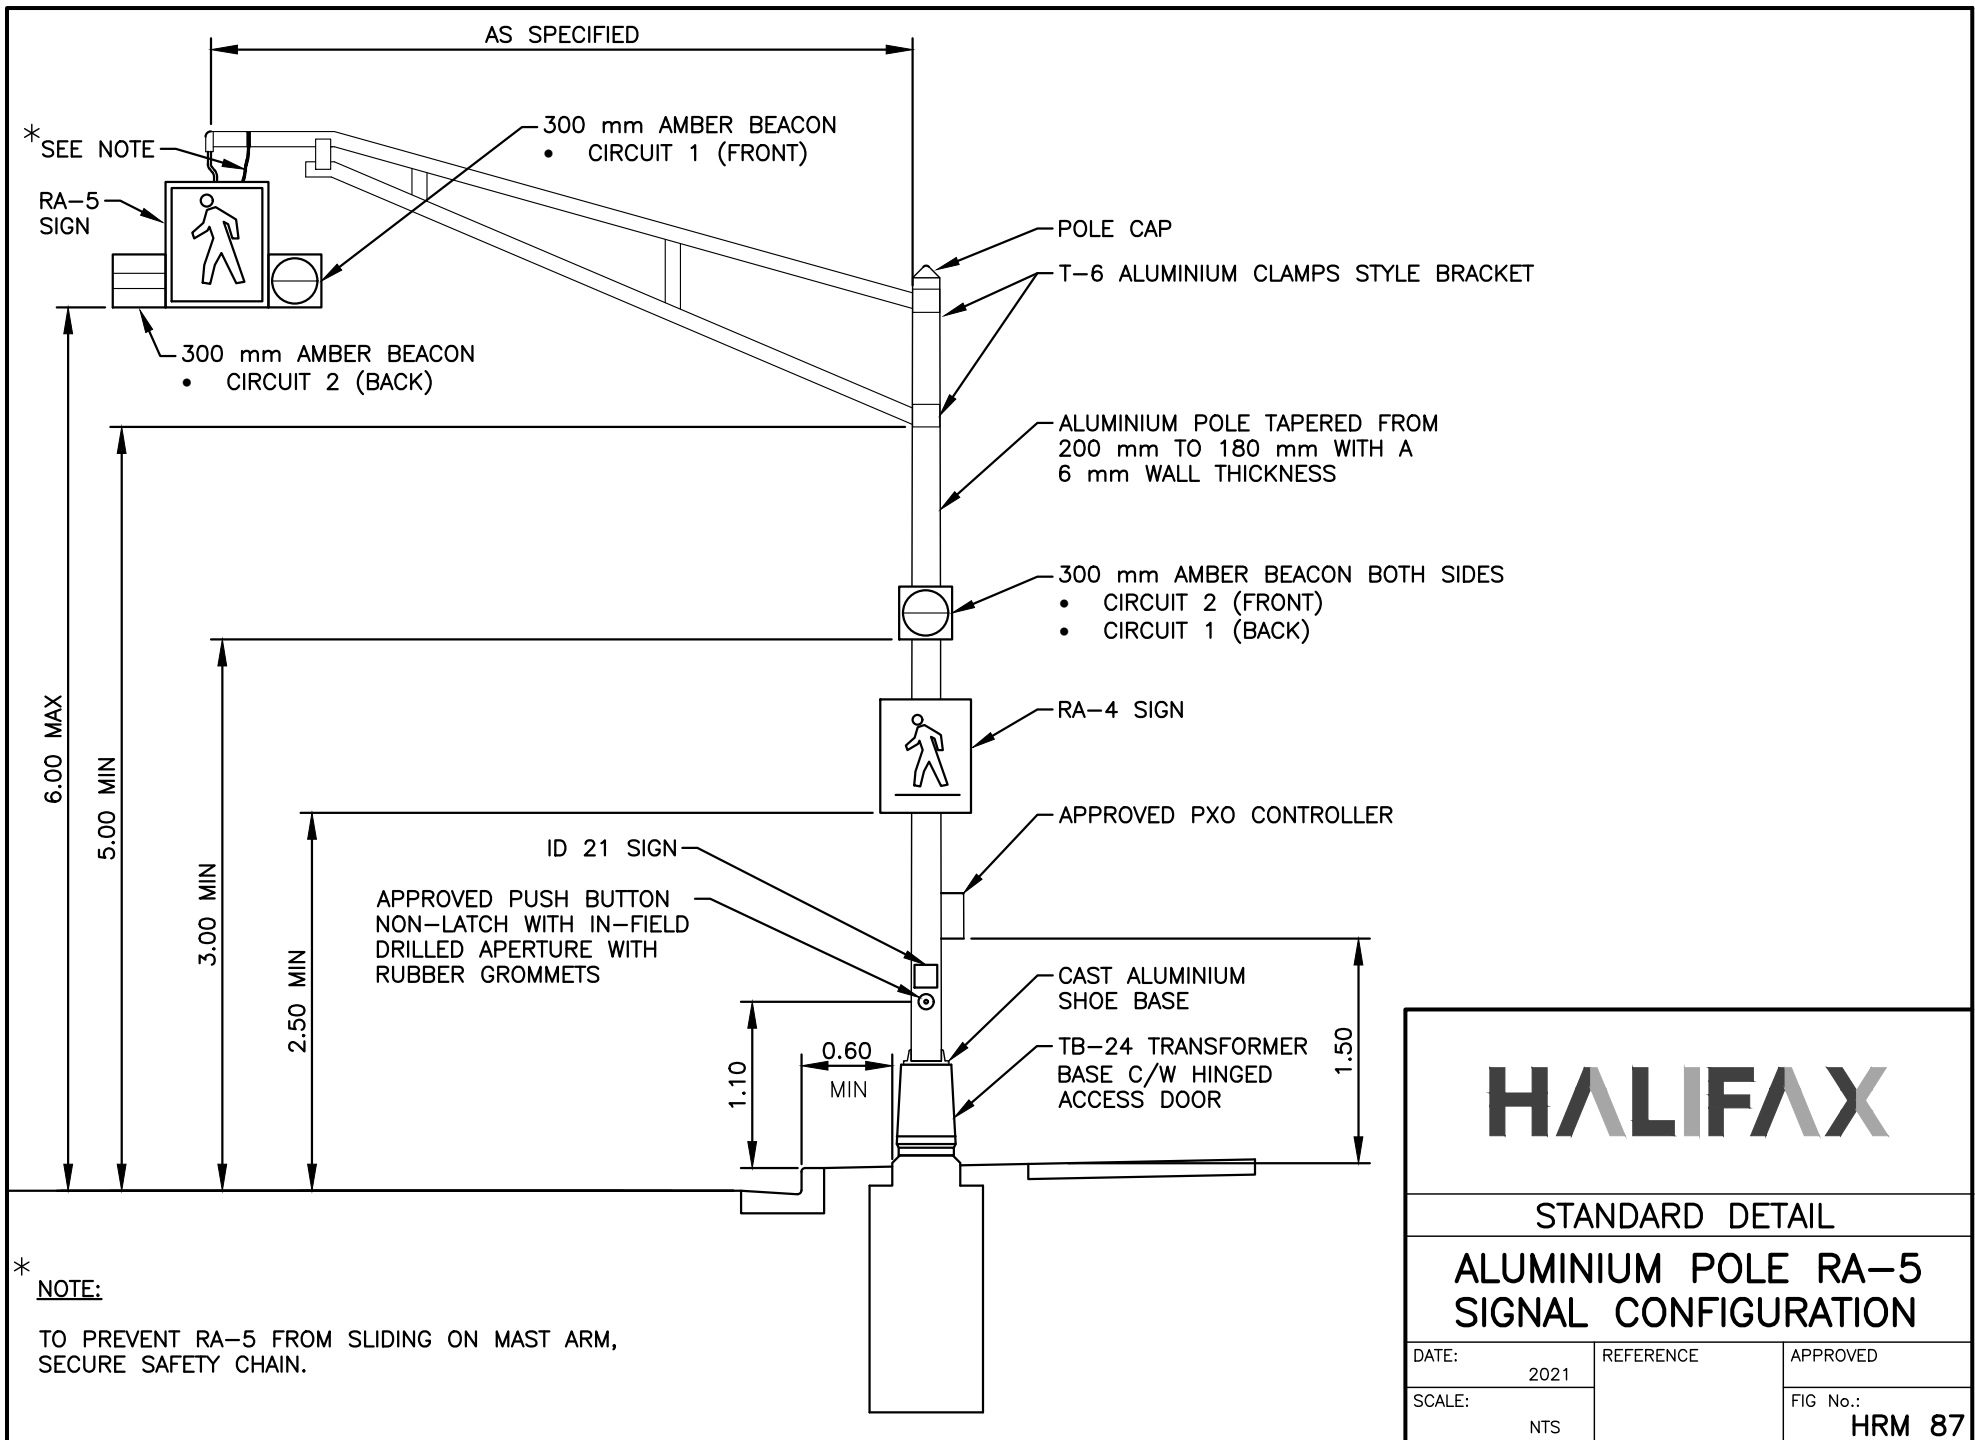 AS SPECIFIED
*
SEE NOTE
300 mm AMBER BEACON
• CIRCUIT 1 (FRONT)
RA-5
SIGN
POLE CAP
T-6 ALUMINIUM CLAMPS STYLE BRACKET
300 mm AMBER BEACON
• CIRCUIT 2 (BACK)
ALUMINIUM POLE TAPERED FROM
200 mm TO 180 mm WITH A
6 mm WALL THICKNESS
300 mm AMBER BEACON BOTH SIDES
• CIRCUIT 2 (FRONT)
• CIRCUIT 1 (BACK)
RA-4 SIGN
6.00 MAX
5.00 MIN
3.00 MIN
2.50 MIN
APPROVED PXO CONTROLLER
ID 21 SIGN
APPROVED PUSH BUTTON
NON-LATCH WITH IN-FIELD
DRILLED APERTURE WITH
RUBBER GROMMETS
CAST ALUMINIUM
SHOE BASE
TB-24 TRANSFORMER
BASE C/W HINGED
ACCESS DOOR
1.10
0.60
MIN
1.50
*
NOTE:
TO PREVENT RA-5 FROM SLIDING ON MAST ARM,
SECURE SAFETY CHAIN.
HALIFAX
STANDARD DETAIL
ALUMINIUM POLE RA-5
SIGNAL CONFIGURATION
DATE:
2021
REFERENCE
APPROVED
SCALE:
NTS
FIG No.:
HRM 87